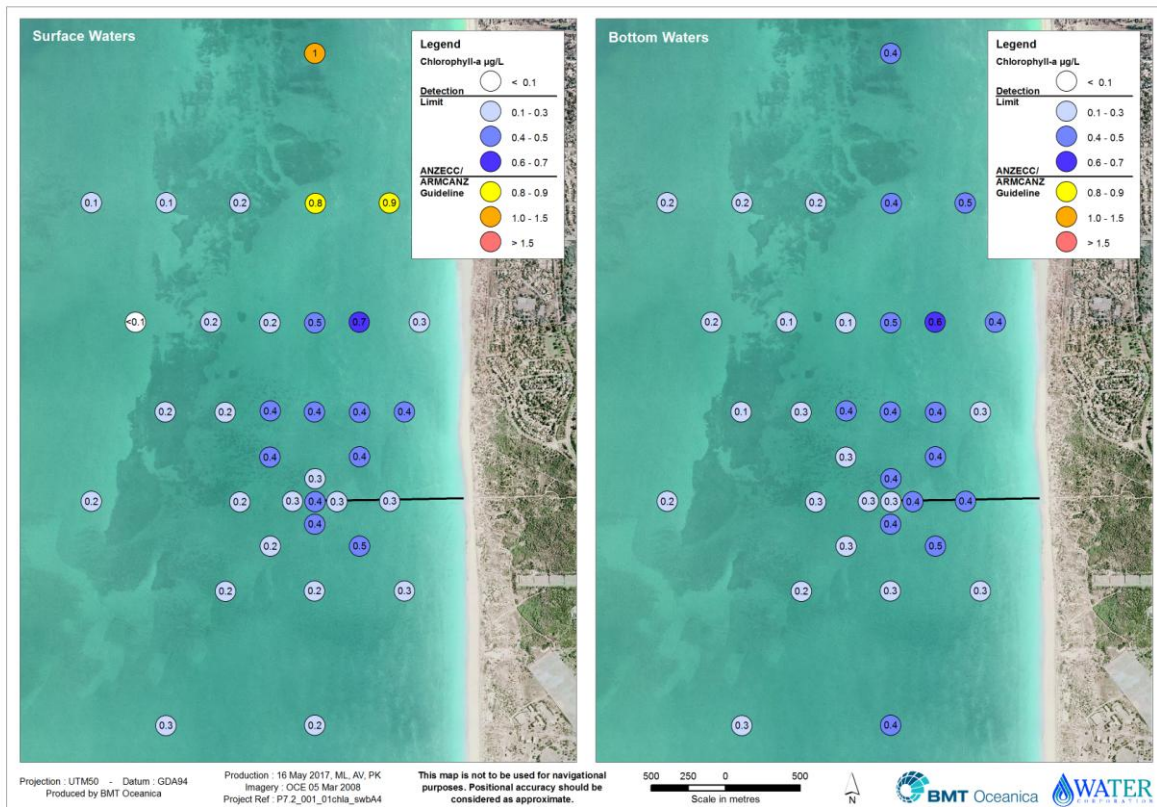 Surface Waters
Legend
Chlorophyll-a µg/L
< 0.1
Detection
Limit
0.1 - 0.3
0.4 - 0.5
0.6 - 0.7
ANZECC/
ARMCANZ
Guideline
0.8 - 0.9
1.0 - 1.5
> 1.5
1
0.1 0.1 0.2 0.8 0.9
<0.1 0.2 0.2 0.5 0.7 0.3
0.2 0.2 0.4 0.4 0.4 0.4
0.4 0.4
0.3
0.2 0.2 0.3 0.4 0.3 0.3
0.4
0.2 0.5
0.2 0.2 0.3
0.3 0.2
Bottom Waters
Legend
Chlorophyll-a µg/L
< 0.1
Detection
Limit
0.1 - 0.3
0.4 - 0.5
0.6 - 0.7
ANZECC/
ARMCANZ
Guideline
0.8 - 0.9
1.0 - 1.5
> 1.5
0.4
0.2 0.2 0.2 0.4 0.5
0.2 0.1 0.1 0.5 0.6 0.4
0.1 0.3 0.4 0.4 0.4 0.3
0.3 0.4
0.4
0.2 0.3 0.3 0.3 0.4 0.4
0.4
0.3 0.5
0.2 0.3 0.3
0.3 0.4
Projection : UTM50 - Datum : GDA94
Produced by BMT Oceanica
Production : 16 May 2017, ML, AV, PK
Imagery : OCE 05 Mar 2008
Project Ref : P7.2_001_01chla_swbA4
This map is not to be used for navigational
purposes. Positional accuracy should be
considered as approximate.
500 250 0 500
Scale in metres
N
BMT Oceanica
WATER
CORPORATION